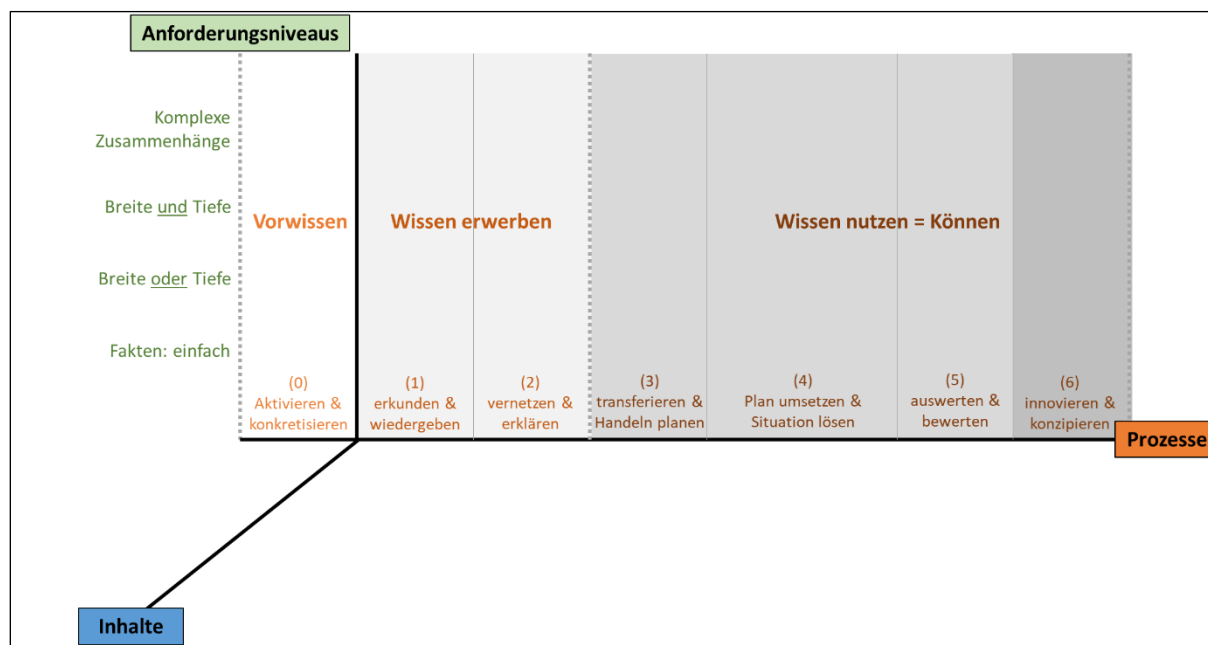 Anforderungsniveaus
Komplexe
Zusammenhänge
Breite und Tiefe
Breite oder Tiefe
Fakten: einfach
Vorwissen
Wissen erwerben
Wissen nutzen = Können
(0)
Aktivieren &
konkretisieren
(1)
erkunden &
wiedergeben
(2)
vernetzen &
erklären
(3)
transferieren &
Handeln planen
(4)
Plan umsetzen &
Situation lösen
(5)
auswerten &
bewerten
(6)
innovieren &
konzipieren
Prozesse
Inhalte